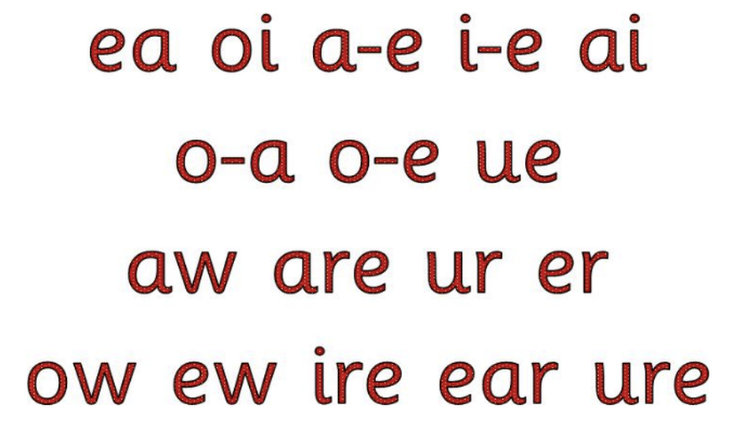 ea oi a-e i-e ai
o-a o-e ue
aw are ur er
ow ew ire ear ure